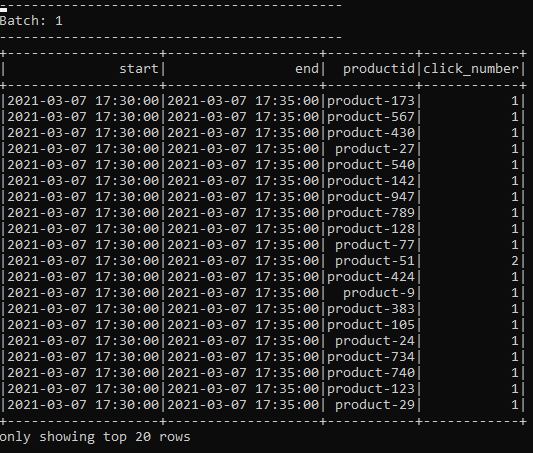 -------------------------------------------
Batch: 1
-------------------------------------------
+-------------------+-------------------+-----------+------------+
|              start|                end|  productid|click_number|
+-------------------+-------------------+-----------+------------+
|2021-03-07 17:30:00|2021-03-07 17:35:00|product-173|           1|
|2021-03-07 17:30:00|2021-03-07 17:35:00|product-567|           1|
|2021-03-07 17:30:00|2021-03-07 17:35:00|product-430|           1|
|2021-03-07 17:30:00|2021-03-07 17:35:00| product-27|           1|
|2021-03-07 17:30:00|2021-03-07 17:35:00|product-540|           1|
|2021-03-07 17:30:00|2021-03-07 17:35:00|product-142|           1|
|2021-03-07 17:30:00|2021-03-07 17:35:00|product-947|           1|
|2021-03-07 17:30:00|2021-03-07 17:35:00|product-789|           1|
|2021-03-07 17:30:00|2021-03-07 17:35:00|product-128|           1|
|2021-03-07 17:30:00|2021-03-07 17:35:00| product-77|           1|
|2021-03-07 17:30:00|2021-03-07 17:35:00| product-51|           2|
|2021-03-07 17:30:00|2021-03-07 17:35:00|product-424|           1|
|2021-03-07 17:30:00|2021-03-07 17:35:00|  product-9|           1|
|2021-03-07 17:30:00|2021-03-07 17:35:00|product-383|           1|
|2021-03-07 17:30:00|2021-03-07 17:35:00|product-105|           1|
|2021-03-07 17:30:00|2021-03-07 17:35:00| product-24|           1|
|2021-03-07 17:30:00|2021-03-07 17:35:00|product-734|           1|
|2021-03-07 17:30:00|2021-03-07 17:35:00|product-740|           1|
|2021-03-07 17:30:00|2021-03-07 17:35:00|product-123|           1|
|2021-03-07 17:30:00|2021-03-07 17:35:00| product-29|           1|
+-------------------+-------------------+-----------+------------+
only showing top 20 rows